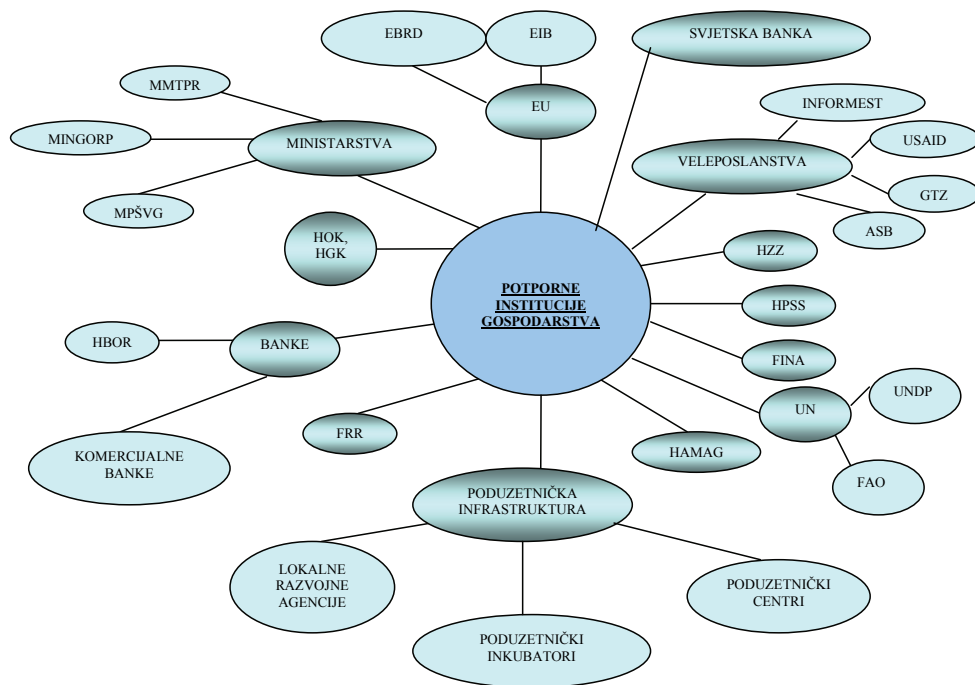 EBRD
EIB
SVJETSKA BANKA
MMTPR
EU
INFORMEST
MINGORP
MINISTARSTVA
USAID
VELEPOSLANSTVA
GTZ
MPŠVG
ASB
HOK,
HGK
HZZ
POTPORNE
INSTITUCIJE
GOSPODARSTVA
HPSS
HBOR
BANKE
FINA
UNDP
UN
FRR
HAMAG
KOMERCIJALNE
BANKE
FAO
PODUZETNIČKA
INFRASTRUKTURA
LOKALNE
RAZVOJNE
AGENCIJE
PODUZETNIČKI
CENTRI
PODUZETNIČKI
INKUBATORI